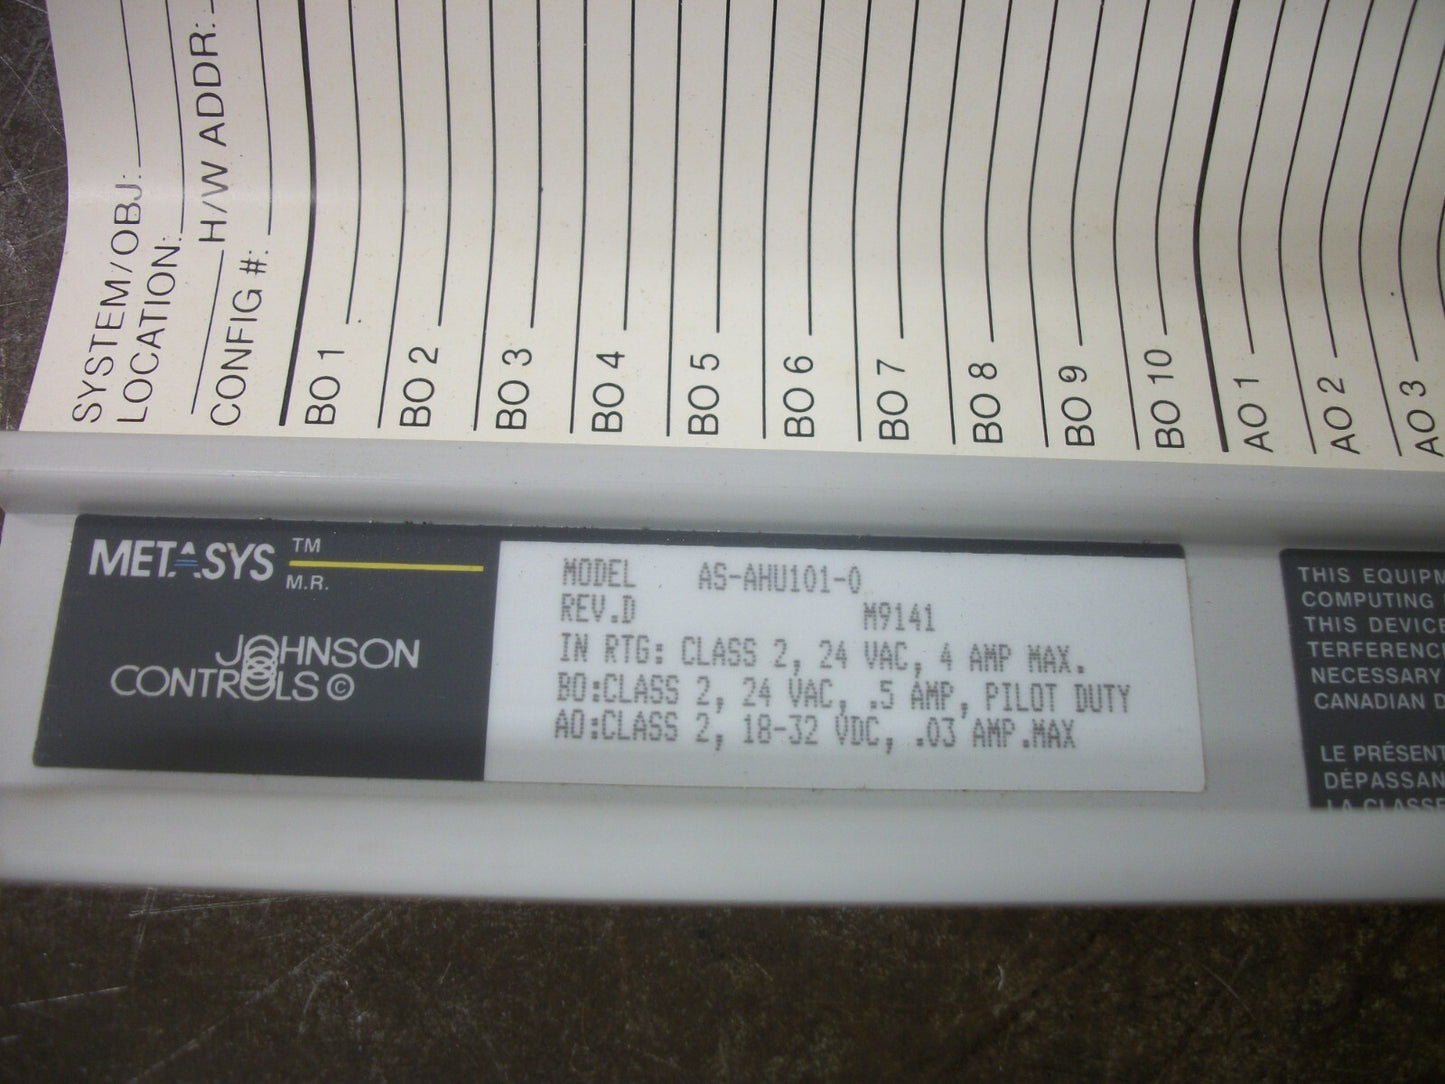 SYSTEM/OBJ:
LOCATION:
H/W ADDR:
CONFIG #:
BO 1
BO 2
BO 3
BO 4
BO 5
BO 6
BO 7
BO 8
BO 9
BO 10
AO 1
AO 2
AO 3
METASYS TM
M.R.
JOHNSON
CONTROLS ©
MODEL AS-AHU101-0
REV.D M9141
IN RTG: CLASS 2, 24 VAC, 4 AMP MAX.
BO:CLASS 2, 24 VAC, .5 AMP, PILOT DUTY
AO:CLASS 2, 18-32 VDC, .03 AMP.MAX
THIS EQUIPM
COMPUTING
THIS DEVICE
TERFERENC
NECESSARY
CANADIAN D
LE PRÉSENT
DÉPASSAN
LA CLASSE